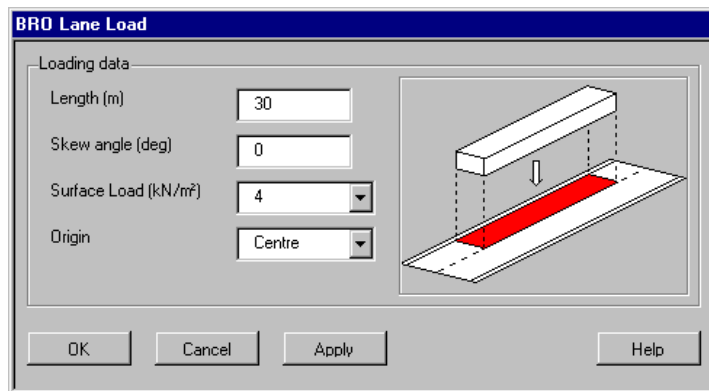 BRO Lane Load
Loading data
Length (m) 30
Skew angle (deg) 0
Surface Load (kN/m²) 4
Origin Centre
OK Cancel Apply Help